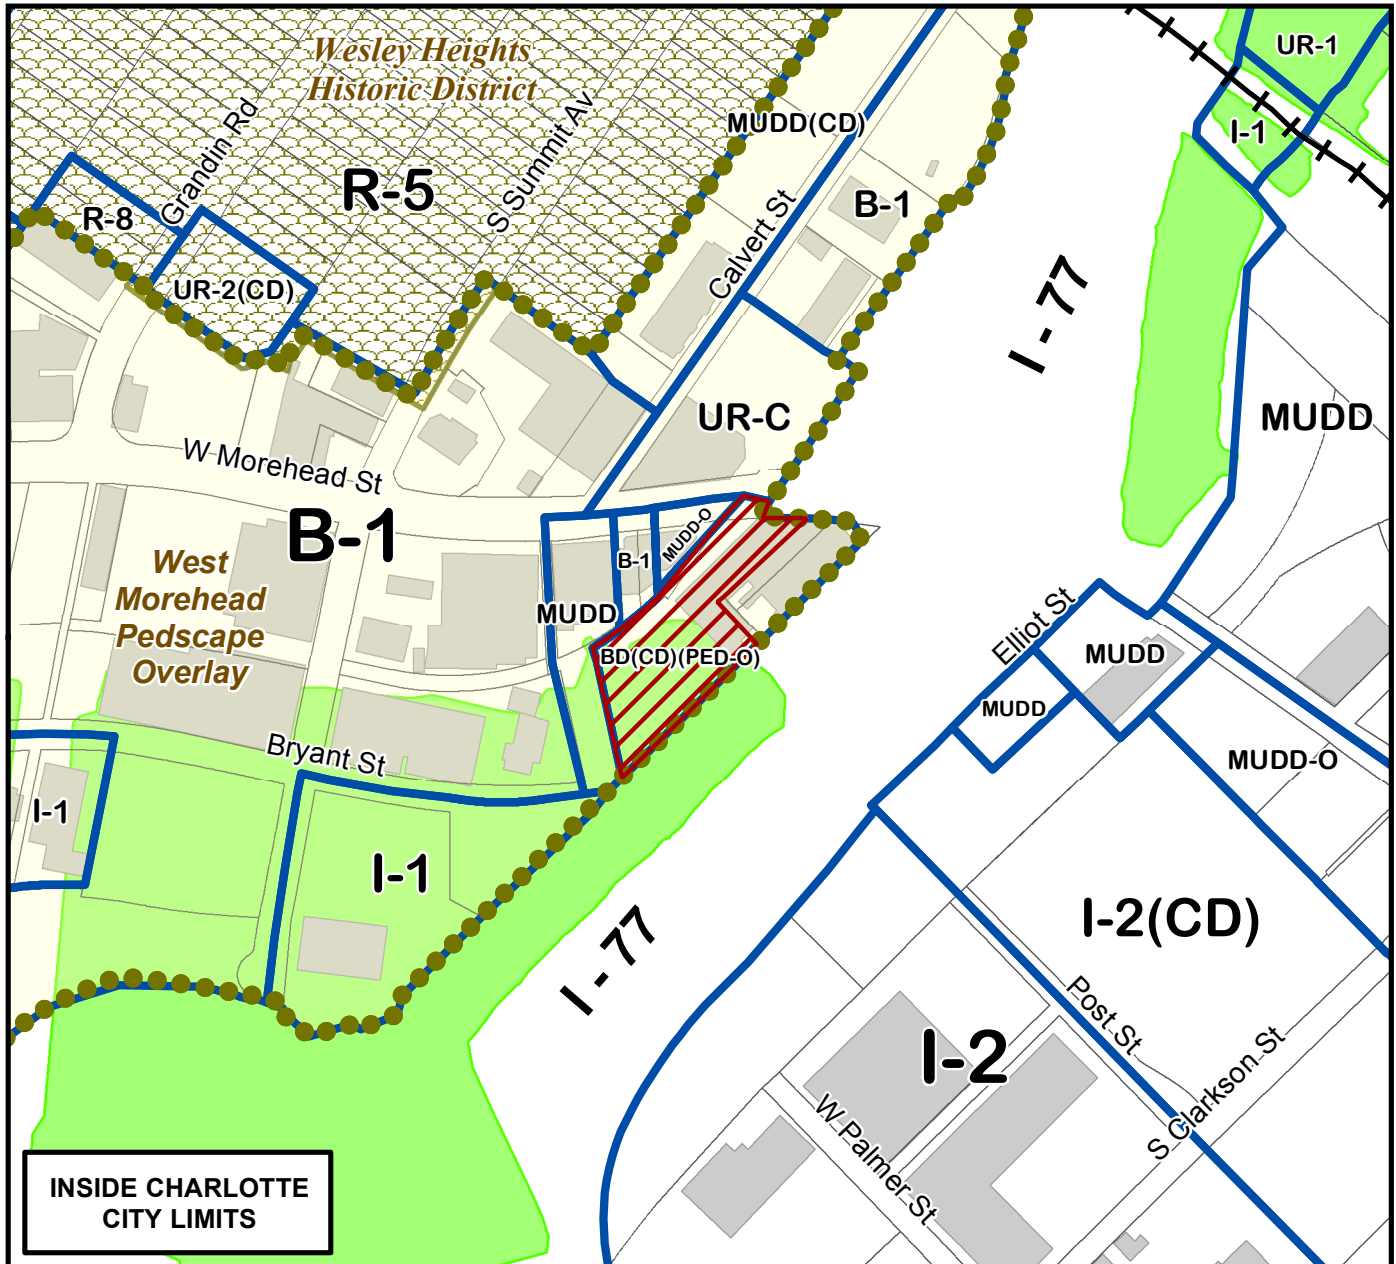 Wesley Heights
Historic District
UR-1
I-1
MUDD(CD)
Grandin Rd
R-5
S Summit Av
B-1
R-8
Calvert St
UR-2(CD)
I - 77
MUDD
UR-C
W Morehead St
B-1
MUDD-O
B-1
West
Morehead
Pedscape
Overlay
MUDD
BD(CD)(PED-O)
Elliot St
MUDD
MUDD
Bryant St
MUDD-O
I-1
I-1
I-2(CD)
I - 77
Post St
I-2
S Clarkson St
W Palmer St
INSIDE CHARLOTTE
CITY LIMITS